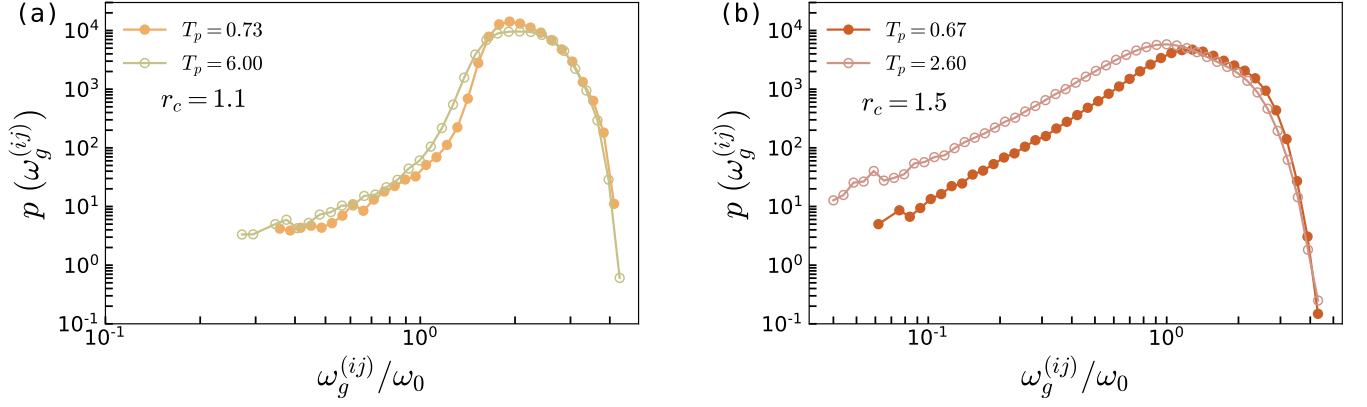 (a)
T_p = 0.73
T_p = 6.00
r_c = 1.1
p (ω_g^{(ij)})
10^4
10^3
10^2
10^1
10^0
10^{-1}
10^{-1} 10^0
ω_g^{(ij)}/ω_0
(b)
T_p = 0.67
T_p = 2.60
r_c = 1.5
p (ω_g^{(ij)})
10^4
10^3
10^2
10^1
10^0
10^{-1}
10^{-1} 10^0
ω_g^{(ij)}/ω_0